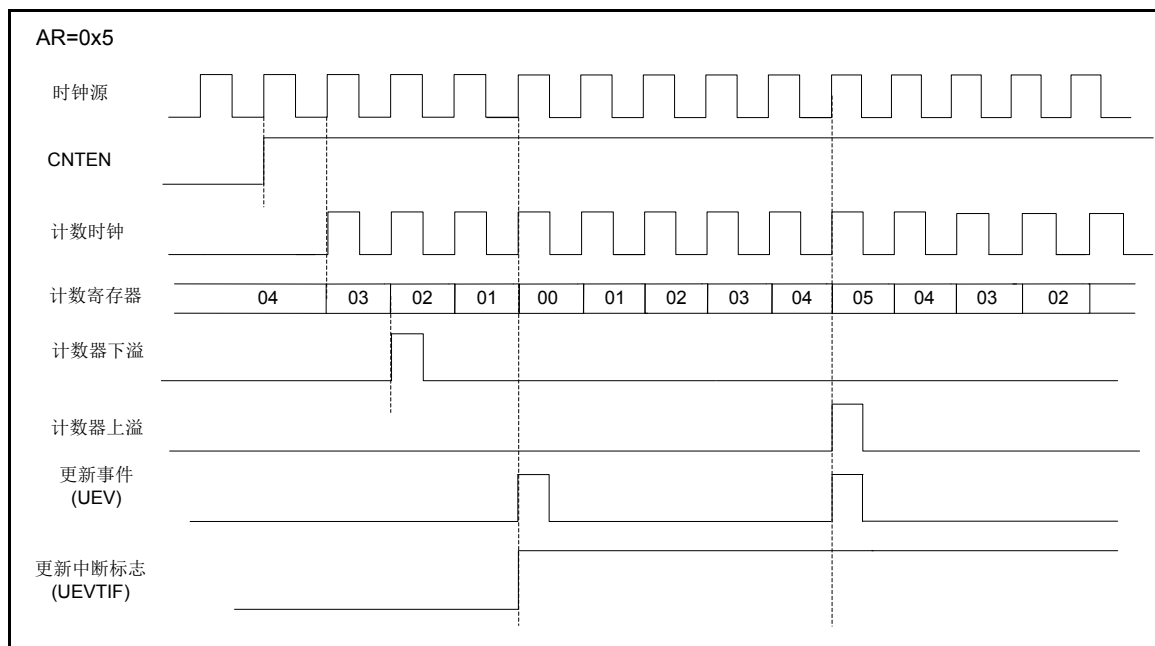 AR=0x5
时钟源
CNTEN
计数时钟
计数寄存器
04 03 02 01 00 01 02 03 04 05 04 03 02
计数器下溢
计数器上溢
更新事件
(UEV)
更新中断标志
(UEVTIF)